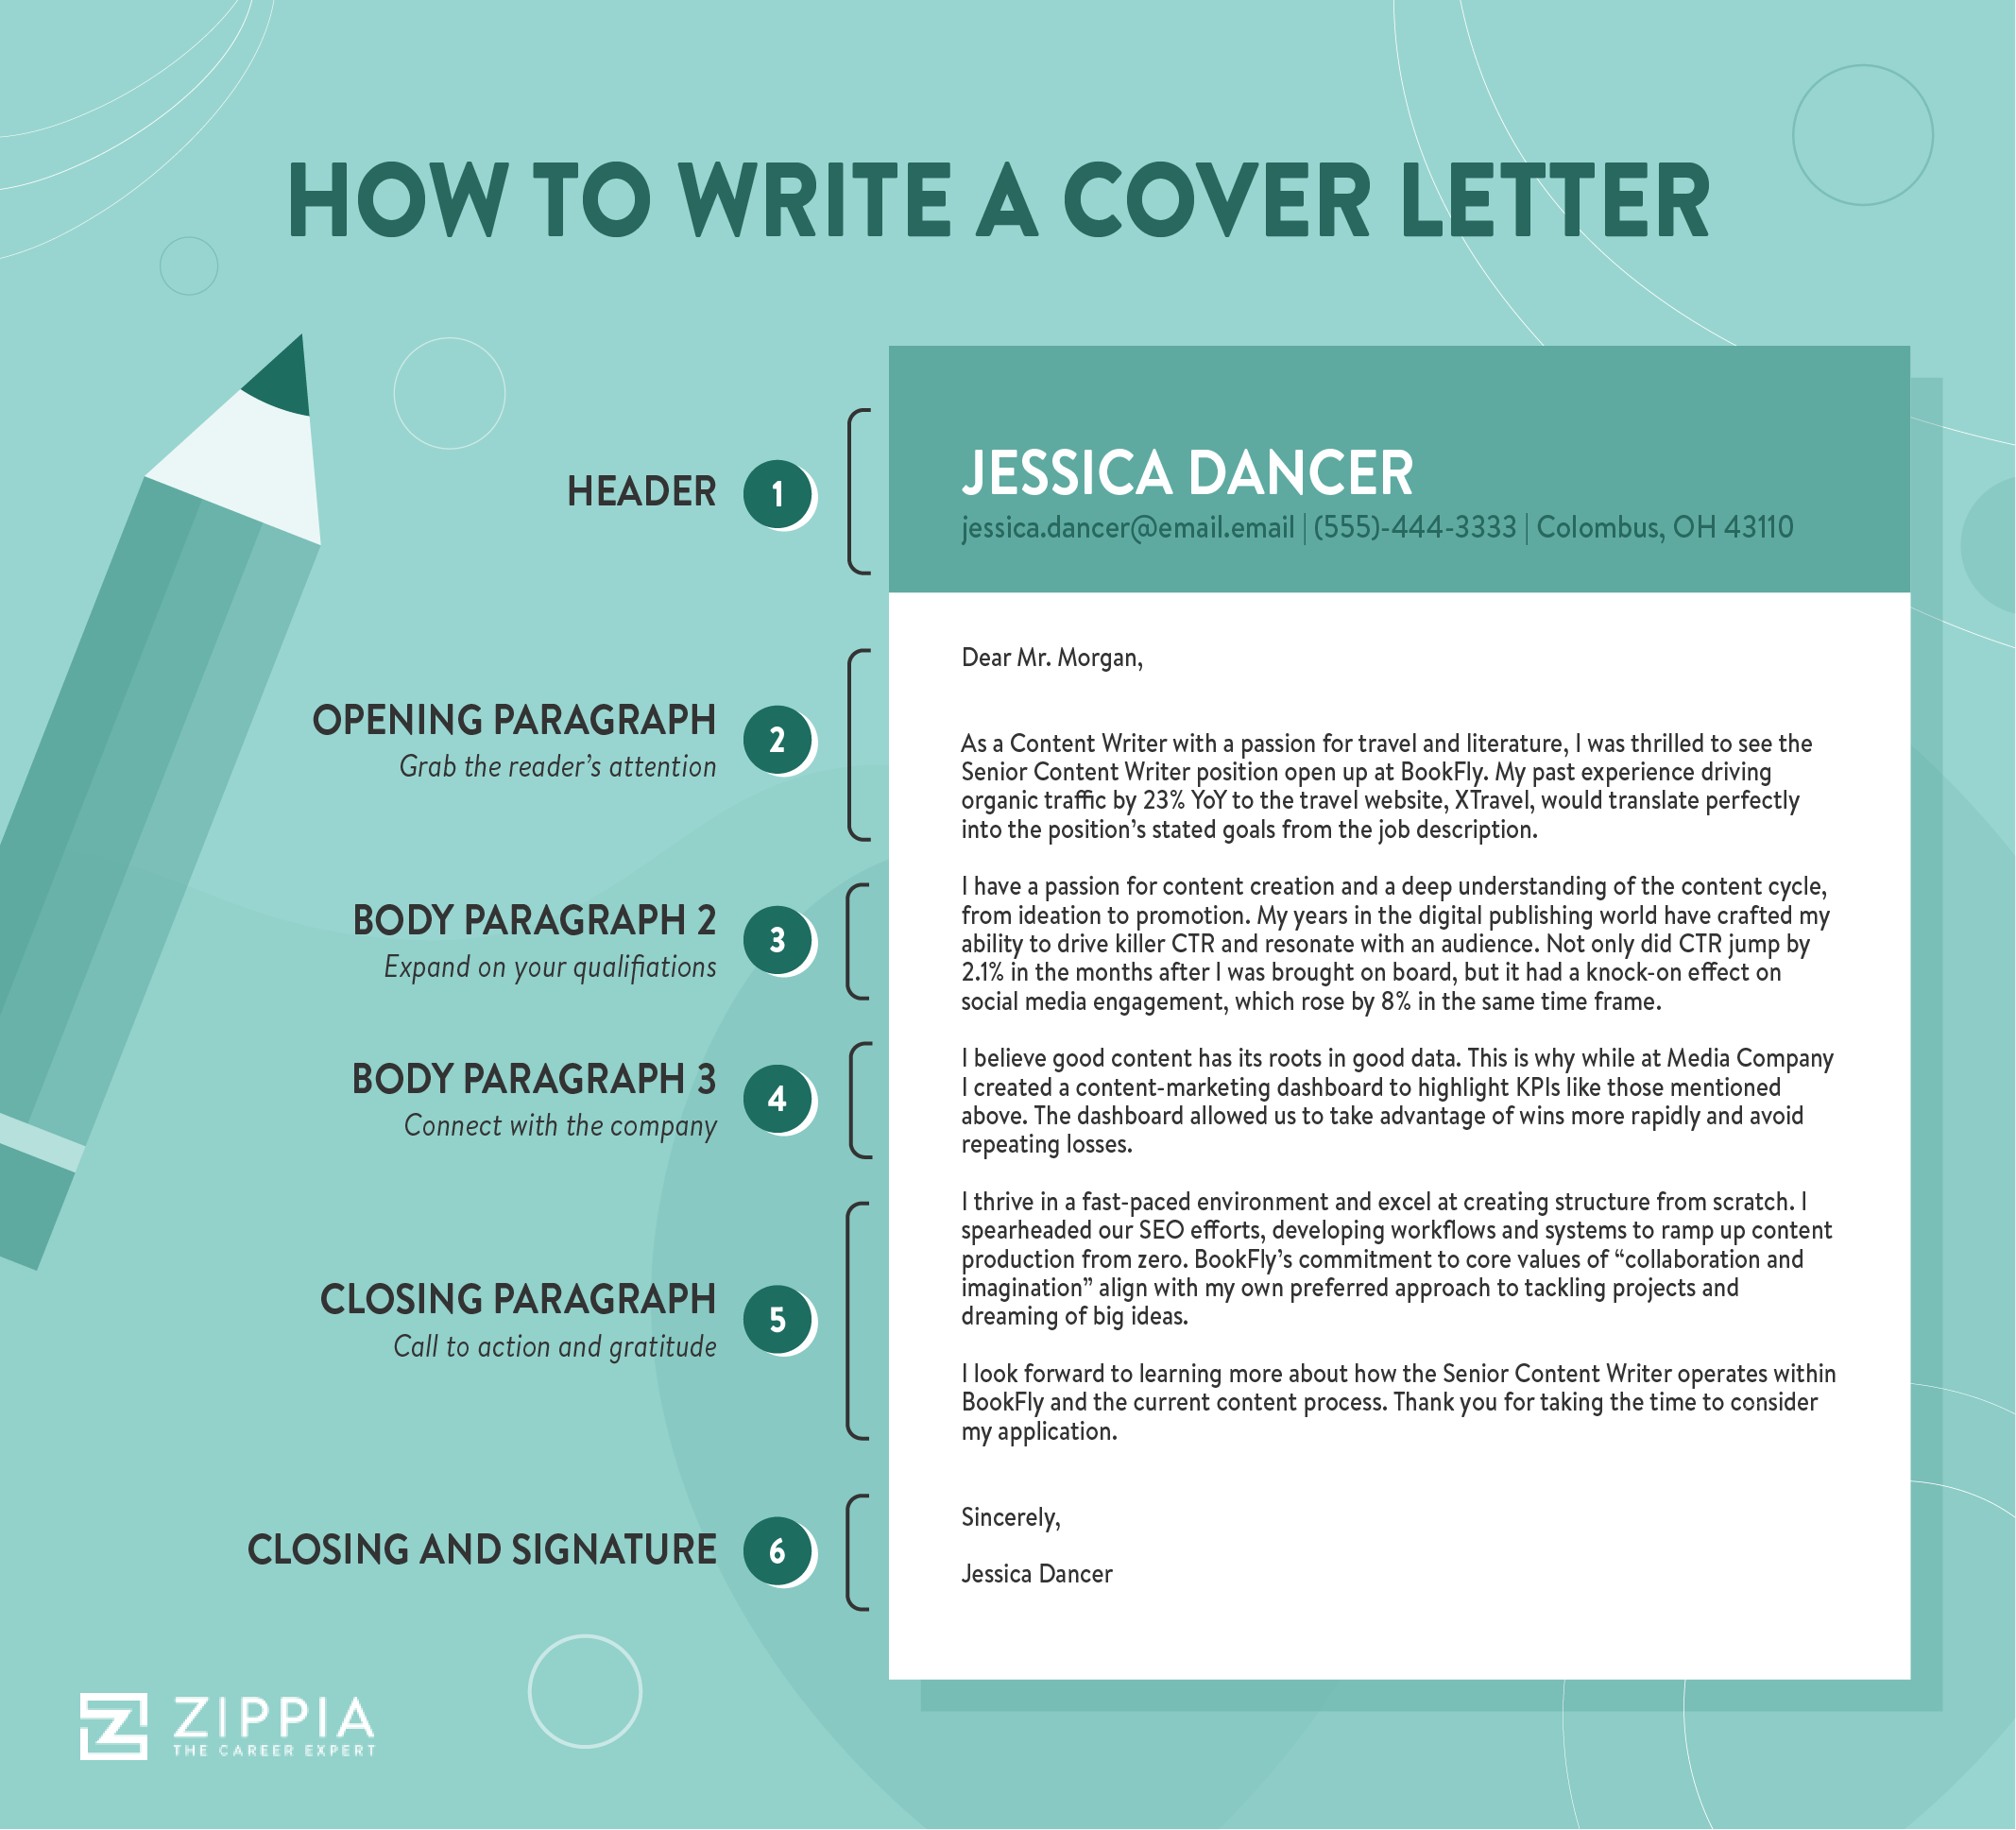 HOW TO WRITE A COVER LETTER
HEADER
1
JESSICA DANCER
jessica.dancer@email.email | (555)-444-3333 | Colombus, OH 43110
OPENING PARAGRAPH
Grab the reader's attention
2
Dear Mr. Morgan,
As a Content Writer with a passion for travel and literature, I was thrilled to see the
Senior Content Writer position open up at BookFly. My past experience driving
organic traffic by 23% YoY to the travel website, XTravel, would translate perfectly
into the position's stated goals from the job description.
BODY PARAGRAPH 2
Expand on your qualifiations
3
I have a passion for content creation and a deep understanding of the content cycle,
from ideation to promotion. My years in the digital publishing world have crafted my
ability to drive killer CTR and resonate with an audience. Not only did CTR jump by
2.1% in the months after I was brought on board, but it had a knock-on effect on
social media engagement, which rose by 8% in the same time frame.
BODY PARAGRAPH 3
Connect with the company
4
I believe good content has its roots in good data. This is why while at Media Company
I created a content-marketing dashboard to highlight KPIs like those mentioned
above. The dashboard allowed us to take advantage of wins more rapidly and avoid
repeating losses.
CLOSING PARAGRAPH
Call to action and gratitude
5
I thrive in a fast-paced environment and excel at creating structure from scratch. I
spearheaded our SEO efforts, developing workflows and systems to ramp up content
production from zero. BookFly's commitment to core values of “collaboration and
imagination” align with my own preferred approach to tackling projects and
dreaming of big ideas.
I look forward to learning more about how the Senior Content Writer operates within
BookFly and the current content process. Thank you for taking the time to consider
my application.
CLOSING AND SIGNATURE
6
Sincerely,
Jessica Dancer
ZIPPIA
THE CAREER EXPERT